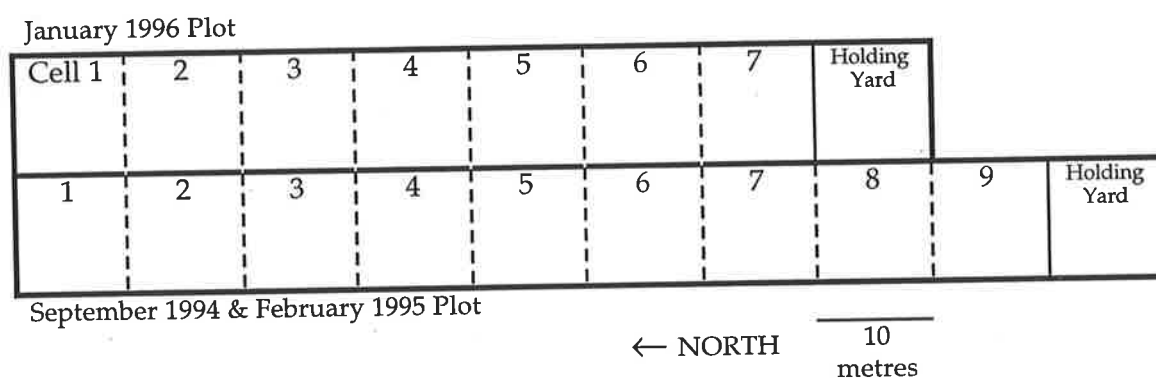 January 1996 Plot
Cell 1 2 3 4 5 6 7 Holding
Yard
1 2 3 4 5 6 7 8 9 Holding
Yard
September 1994 & February 1995 Plot
← NORTH 10
metres